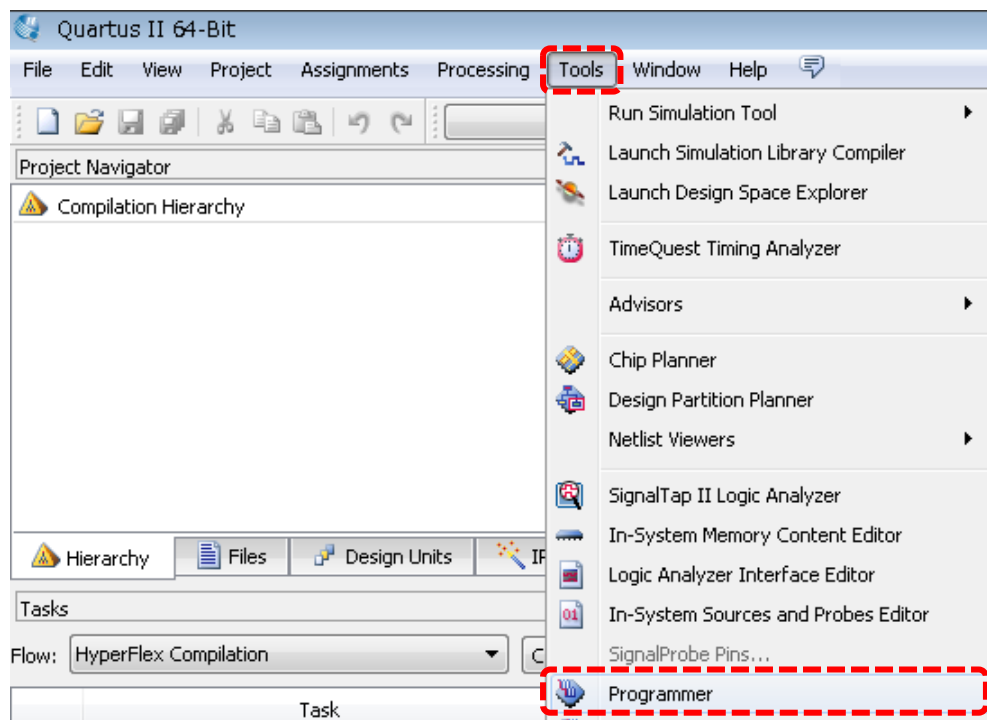 Quartus II 64-Bit
File Edit View Project Assignments Processing Tools Window Help
Project Navigator
Compilation Hierarchy
Hierarchy Files Design Units
Tasks
Flow: HyperFlex Compilation
Task
Run Simulation Tool
Launch Simulation Library Compiler
Launch Design Space Explorer
TimeQuest Timing Analyzer
Advisors
Chip Planner
Design Partition Planner
Netlist Viewers
SignalTap II Logic Analyzer
In-System Memory Content Editor
Logic Analyzer Interface Editor
In-System Sources and Probes Editor
SignalProbe Pins...
Programmer